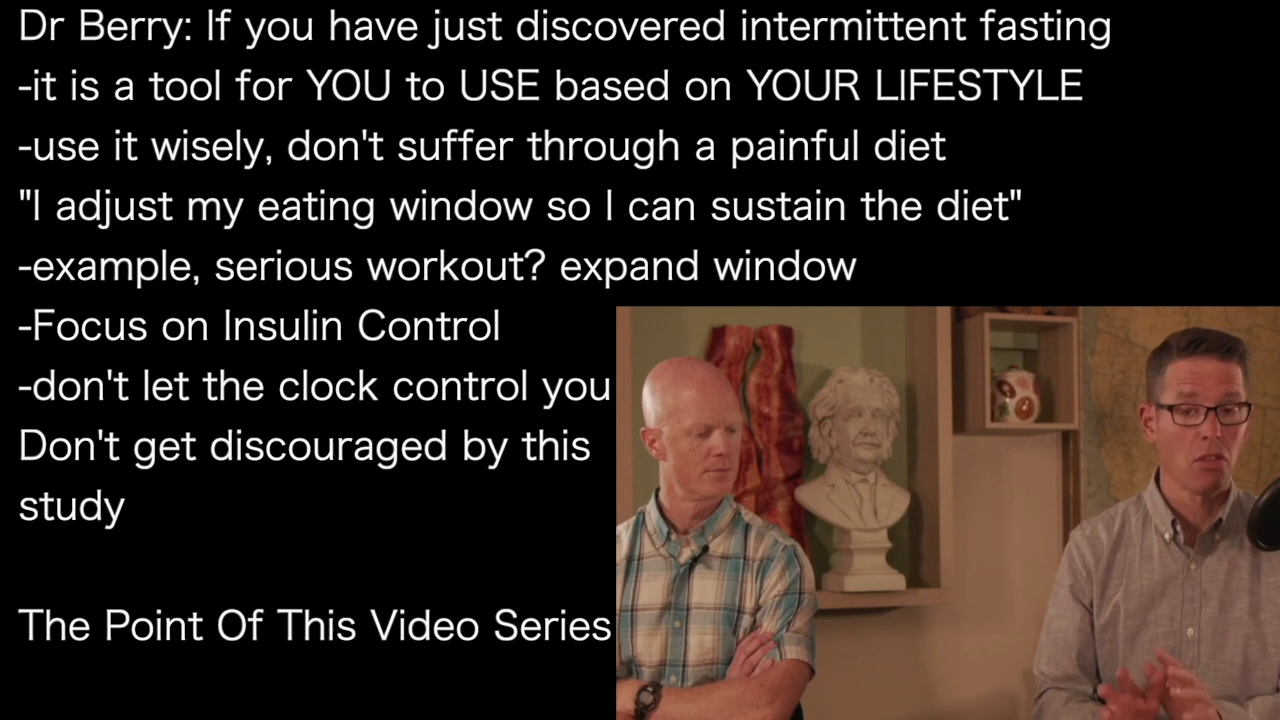 Dr Berry: If you have just discovered intermittent fasting
-it is a tool for YOU to USE based on YOUR LIFESTYLE
-use it wisely, don't suffer through a painful diet
"I adjust my eating window so I can sustain the diet"
-example, serious workout? expand window
-Focus on Insulin Control
-don't let the clock control you
Don't get discouraged by this
study
The Point Of This Video Series